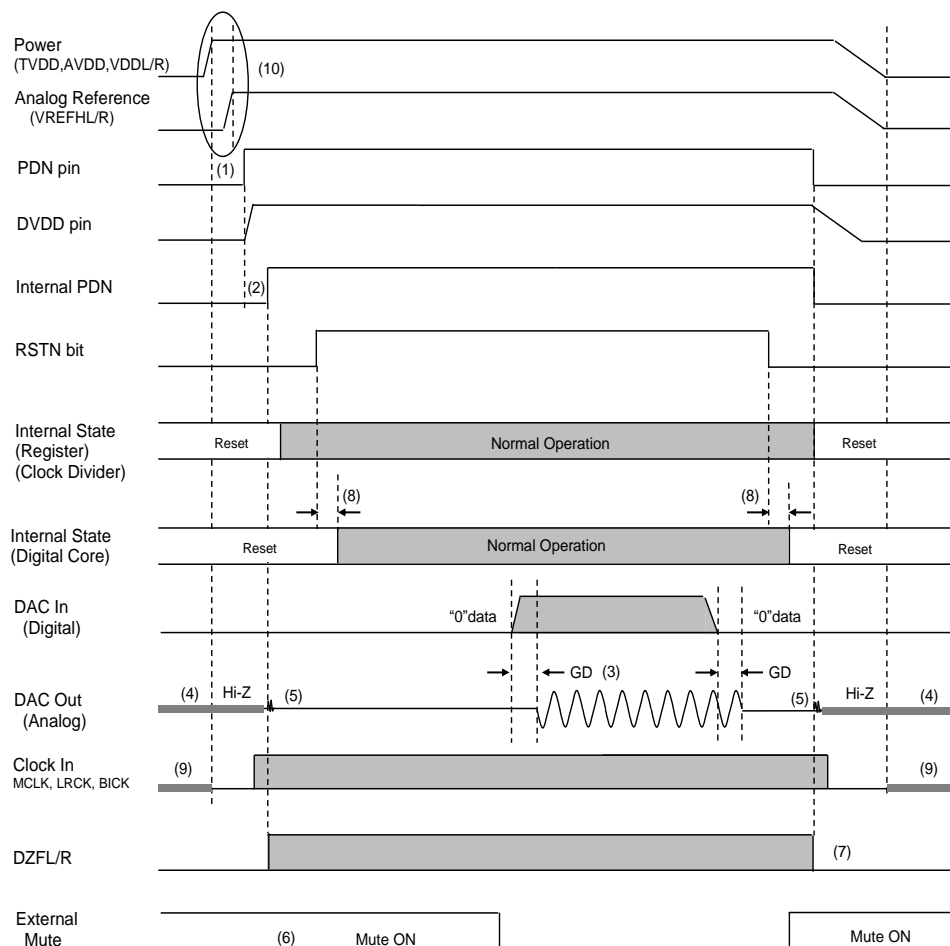 Power
(TVDD,AVDD,VDDL/R)
(10)
Analog Reference
(VREFHL/R)
PDN pin
(1)
DVDD pin
Internal PDN
(2)
RSTN bit
Internal State
(Register)
(Clock Divider)
Reset
Normal Operation
Reset
(8)
(8)
Internal State
(Digital Core)
Reset
Normal Operation
Reset
DAC In
(Digital)
“0”data
“0”data
GD (3)
GD
DAC Out
(Analog)
(4)
Hi-Z
(5)
(5)
Hi-Z
(4)
Clock In
MCLK, LRCK, BICK
(9)
(9)
DZFL/R
(7)
External
Mute
(6)
Mute ON
Mute ON